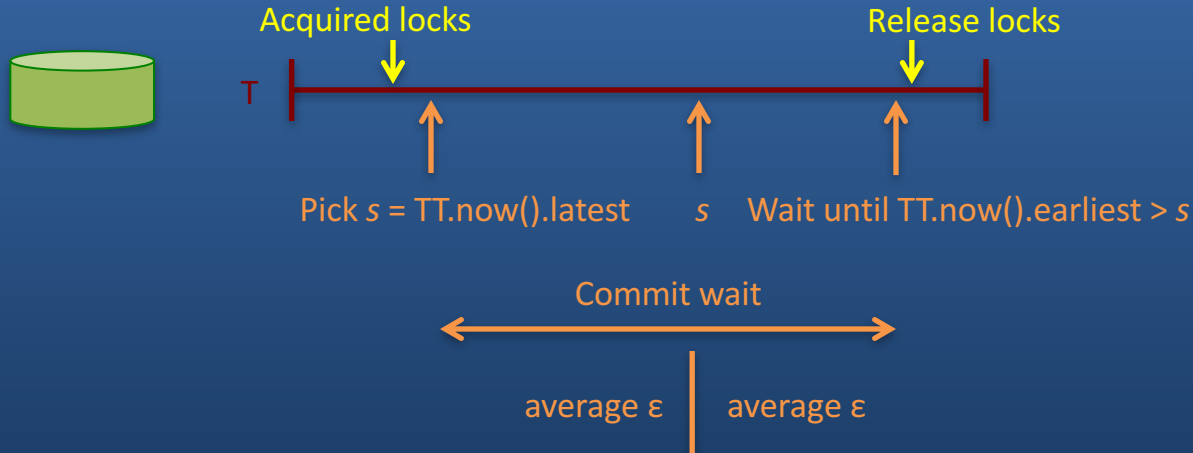 Acquired locks
Release locks
T
Pick s = TT.now().latest
s
Wait until TT.now().earliest > s
Commit wait
average ε
average ε